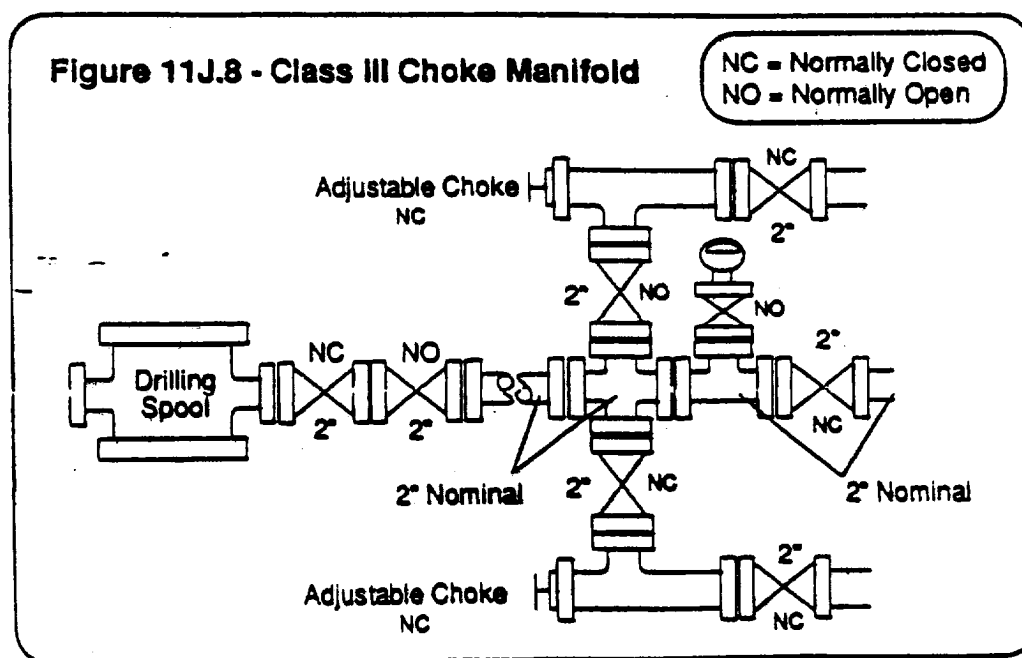 Figure 11J.8 - Class III Choke Manifold
NC = Normally Closed
NO = Normally Open
NC
Adjustable Choke
NC
2"
2"
NO
NO
2"
NC
NO
Drilling
Spool
2"
2"
NC
2" Nominal
2"
NC
2" Nominal
2"
Adjustable Choke
NC
NC